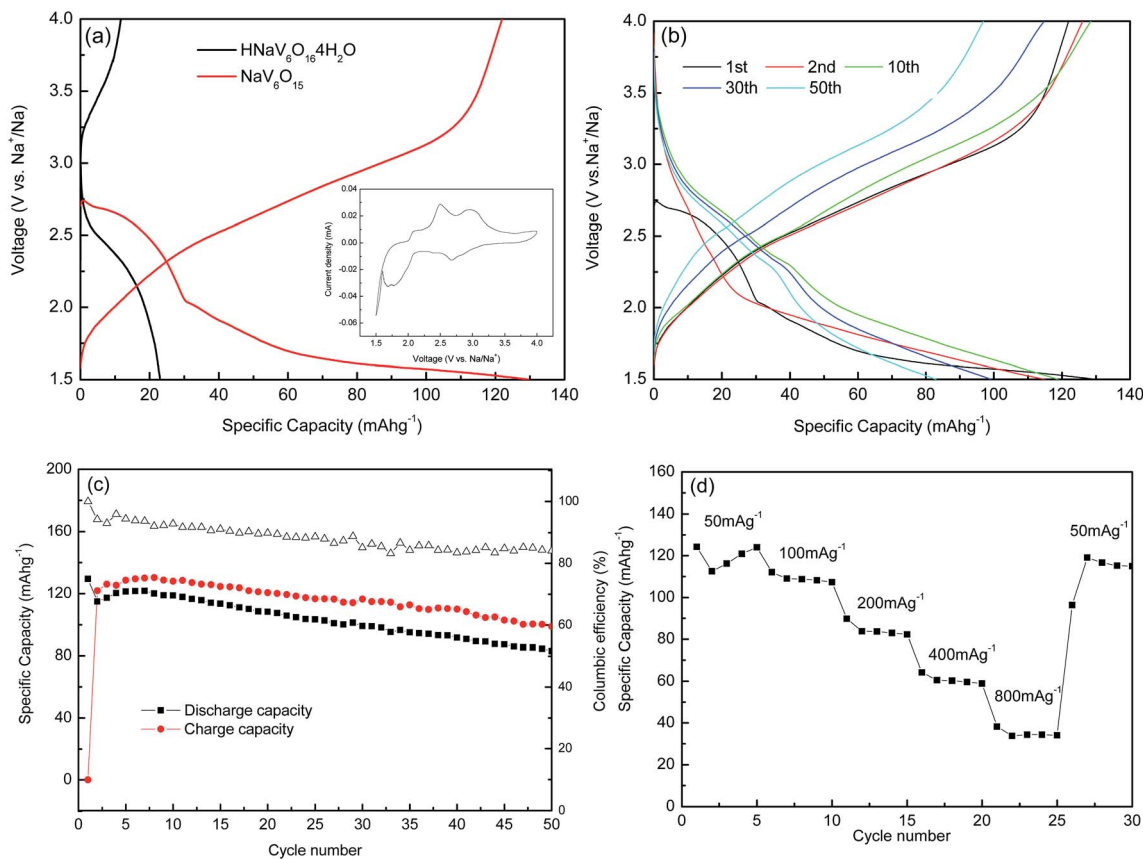 (a)
HNaV₆O₁₆4H₂O
NaV₆O₁₅
Voltage (V vs. Na⁺/Na)
4.0
3.5
3.0
2.5
2.0
1.5
0 20 40 60 80 100 120 140
Specific Capacity (mAhg⁻¹)
Current density (mA)
0.04
0.02
0.00
-0.02
-0.04
-0.06
1.5 2.0 2.5 3.0 3.5 4.0
Voltage (V vs. Na/Na⁺)
(b)
1st 2nd 10th
30th 50th
Voltage (V vs.Na⁺/Na)
4.0
3.5
3.0
2.5
2.0
1.5
0 20 40 60 80 100 120 140
Specific Capacity (mAhg⁻¹)
(c)
Specific Capacity (mAhg⁻¹)
200
180
160
140
120
100
80
60
40
20
0
Discharge capacity
Charge capacity
100
80
60
40
20
0
Columbic efficiency (%)
0 5 10 15 20 25 30 35 40 45 50
Cycle number
(d)
Specific Capacity (mAhg⁻¹)
160
140
120
100
80
60
40
20
0
50mAg⁻¹
100mAg⁻¹
200mAg⁻¹
400mAg⁻¹
800mAg⁻¹
50mAg⁻¹
0 5 10 15 20 25 30
Cycle number